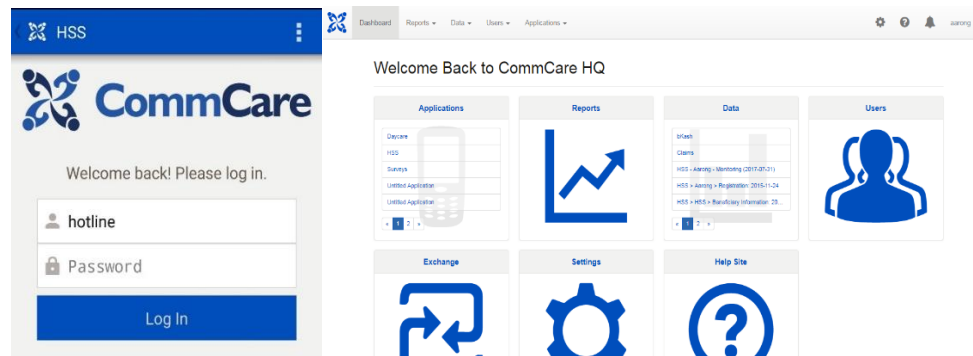 HSS
CommCare
Welcome back! Please log in.
hotline
Password
Log In
Dashboard Reports Data Users Applications aarong
Welcome Back to CommCare HQ
Applications
Daycare
HSS
Surveys
Untitled Application
Untitled Application
« 1 2 »
Reports
Data
bKash
Claims
HSS - Aarong - Monitoring (2017-07-31)
HSS > Aarong > Registration: 2015-11-24
HSS > HSS > Beneficiary Information: 20...
« 1 2 »
Users
Exchange
Settings
Help Site